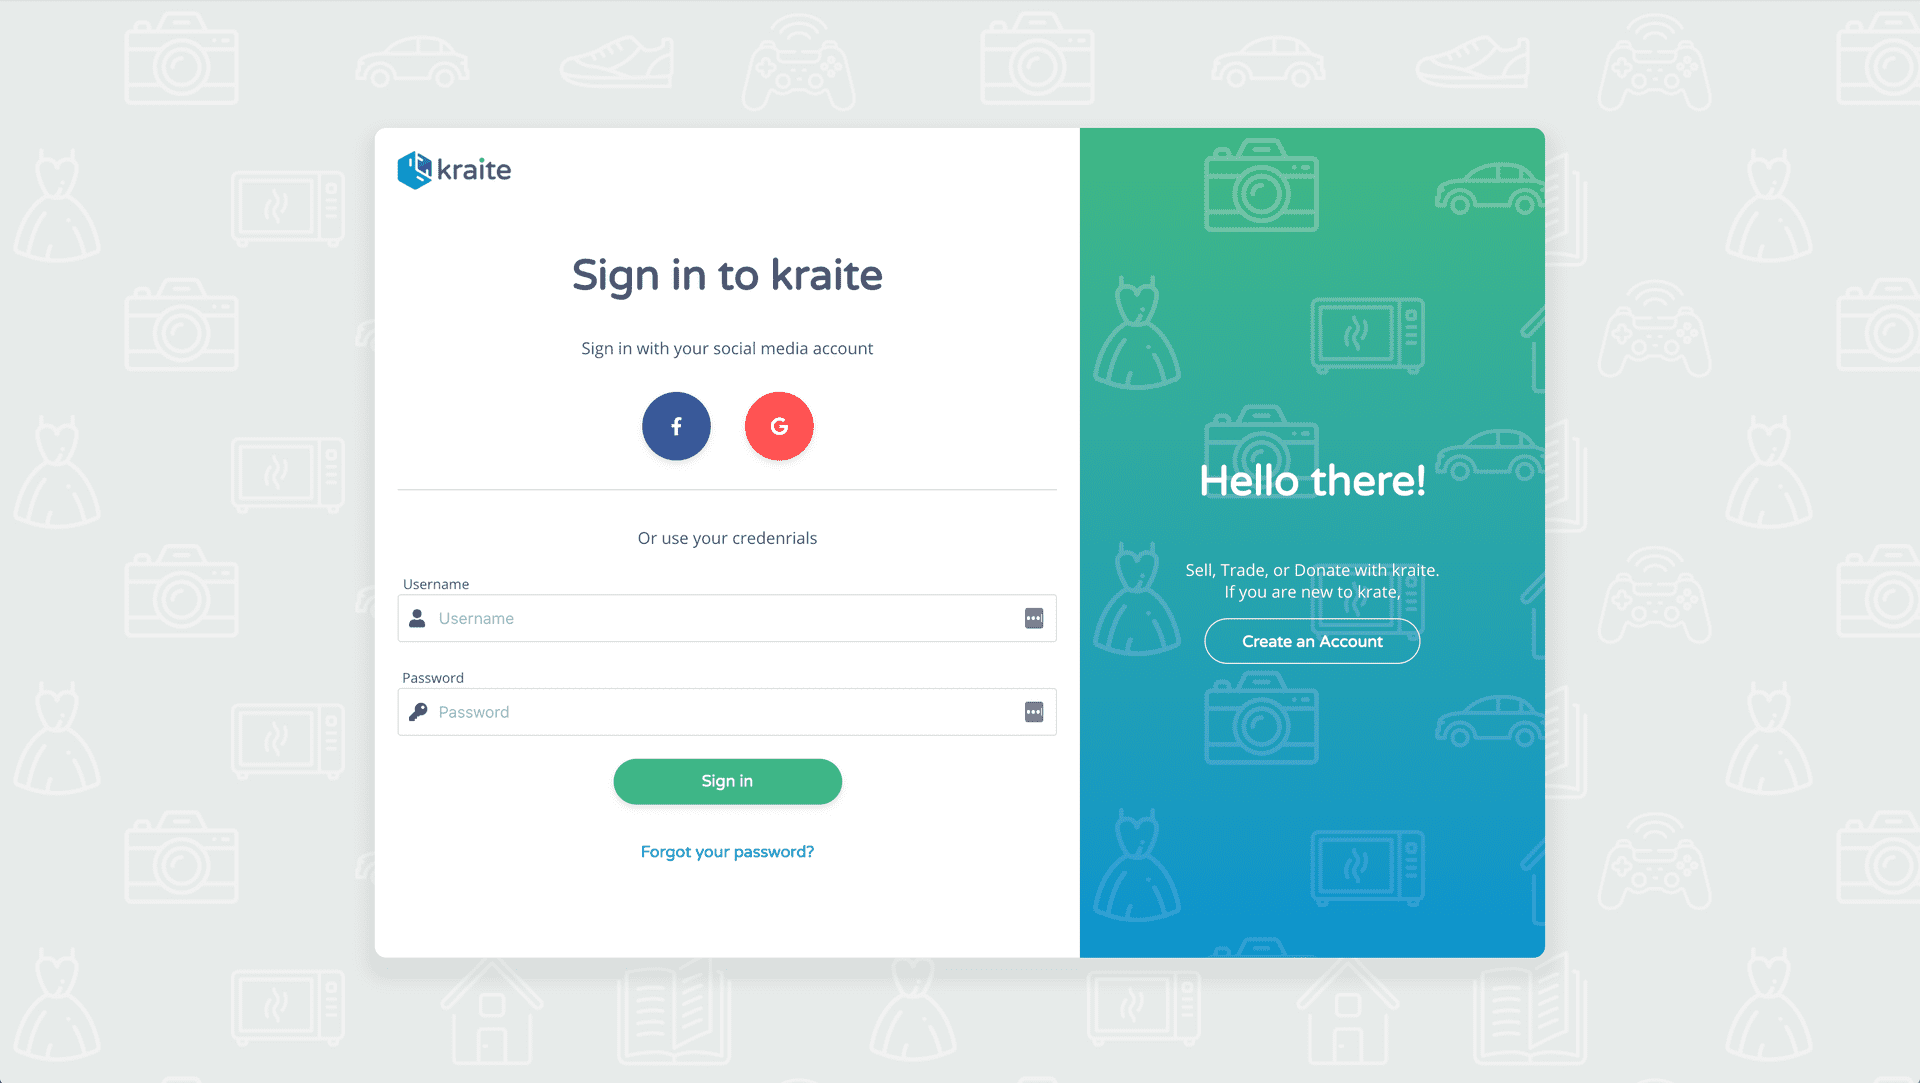 kraite
Sign in to kraite
Sign in with your social media account
f
G
Or use your credenrials
Username
Username
Password
Password
Sign in
Forgot your password?
Hello there!
Sell, Trade, or Donate with kraite.
If you are new to krate,
Create an Account